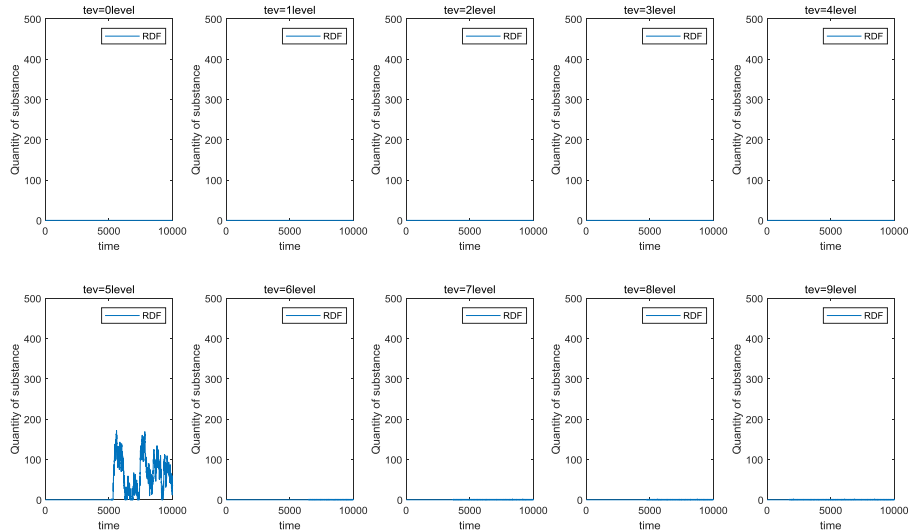 tev=0level
tev=1level
tev=2level
tev=3level
tev=4level
500
400
300
200
100
0
Quantity of substance
RDF
0
5000
10000
time
500
400
300
200
100
0
Quantity of substance
RDF
0
5000
10000
time
500
400
300
200
100
0
Quantity of substance
RDF
0
5000
10000
time
500
400
300
200
100
0
Quantity of substance
RDF
0
5000
10000
time
500
400
300
200
100
0
Quantity of substance
RDF
0
5000
10000
time
tev=5level
tev=6level
tev=7level
tev=8level
tev=9level
500
400
300
200
100
0
Quantity of substance
RDF
0
5000
10000
time
500
400
300
200
100
0
Quantity of substance
RDF
0
5000
10000
time
500
400
300
200
100
0
Quantity of substance
RDF
0
5000
10000
time
500
400
300
200
100
0
Quantity of substance
RDF
0
5000
10000
time
500
400
300
200
100
0
Quantity of substance
RDF
0
5000
10000
time